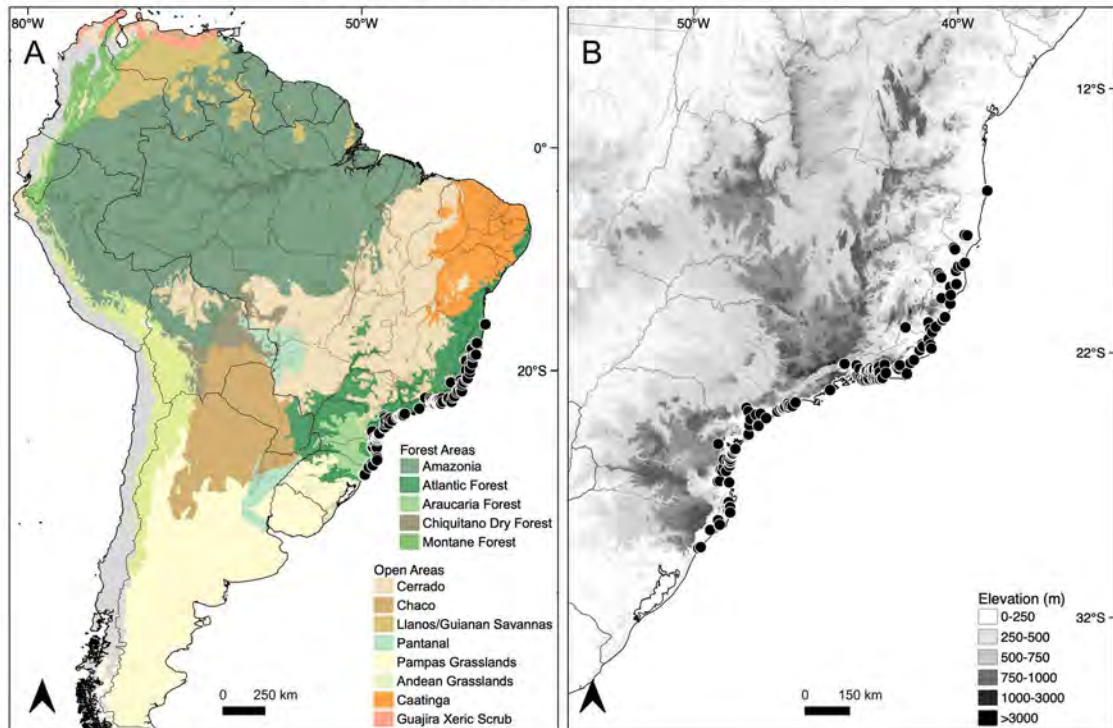 80°W
50°W
A
0°
20°S
Forest Areas
Amazonia
Atlantic Forest
Araucaria Forest
Chiquitano Dry Forest
Montane Forest
Open Areas
Cerrado
Chaco
Llanos/Guianan Savannas
Pantanal
Pampas Grasslands
Andean Grasslands
Caatinga
Guajira Xeric Scrub
0 250 km
50°W
40°W
B
12°S
22°S
32°S
Elevation (m)
0-250
250-500
500-750
750-1000
1000-3000
>3000
0 150 km